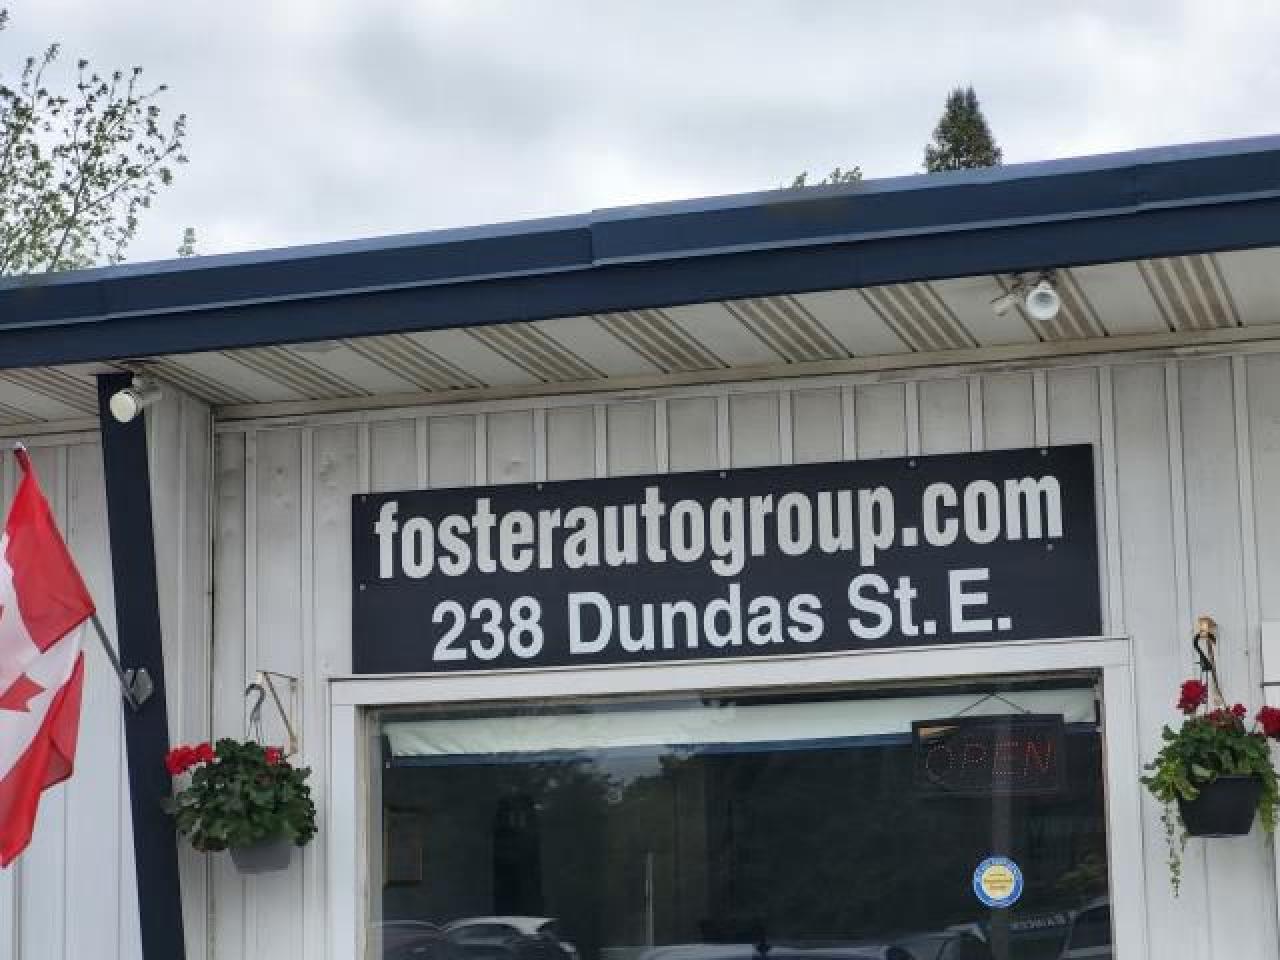 fosterautogroup.com
238 Dundas St. E.
OPEN